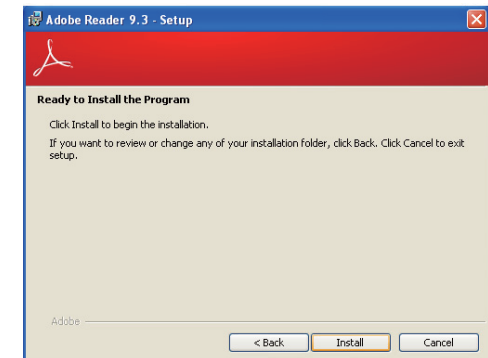 Adobe Reader 9.3 - Setup
Ready to Install the Program
Click Install to begin the installation.
If you want to review or change any of your installation folder, click Back. Click Cancel to exit
setup.
Adobe
< Back Install Cancel